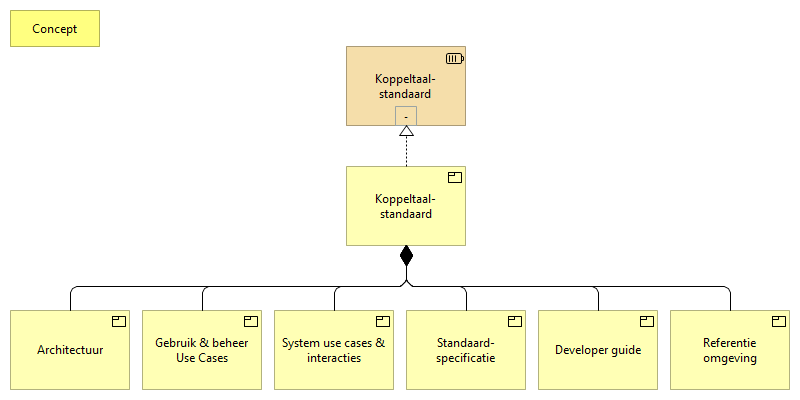 Concept
Koppeltaal-
standaard
-
Koppeltaal-
standaard
Architectuur
Gebruik & beheer
Use Cases
System use cases &
interacties
Standaard-
specificatie
Developer guide
Referentie
omgeving